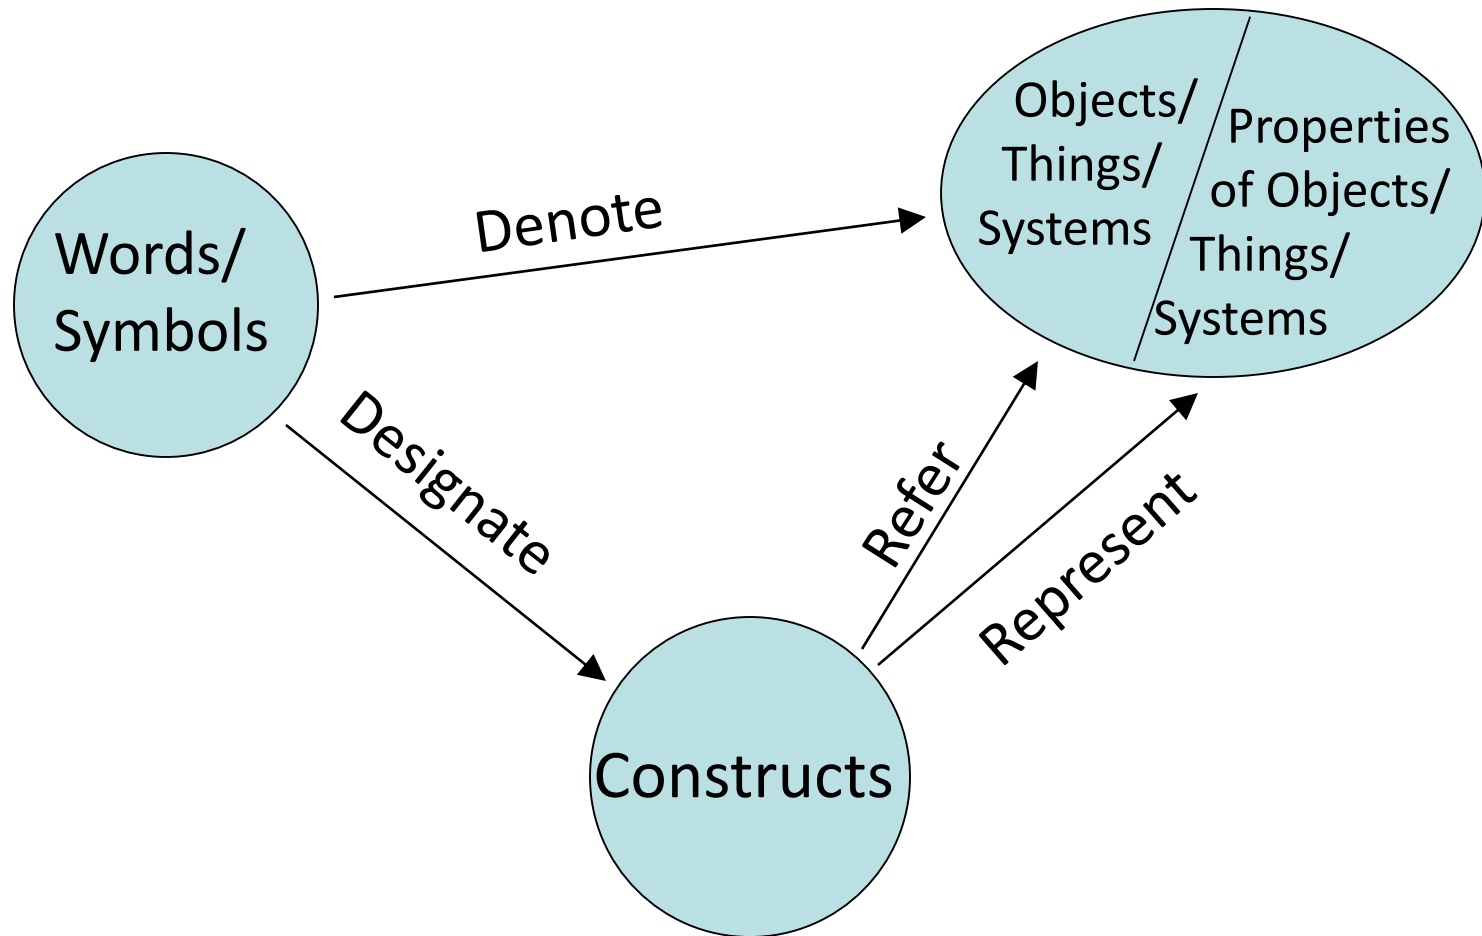 Words/
Symbols
Denote
Objects/
Things/
Systems
Properties
of Objects/
Things/
Systems
Designate
Refer
Represent
Constructs